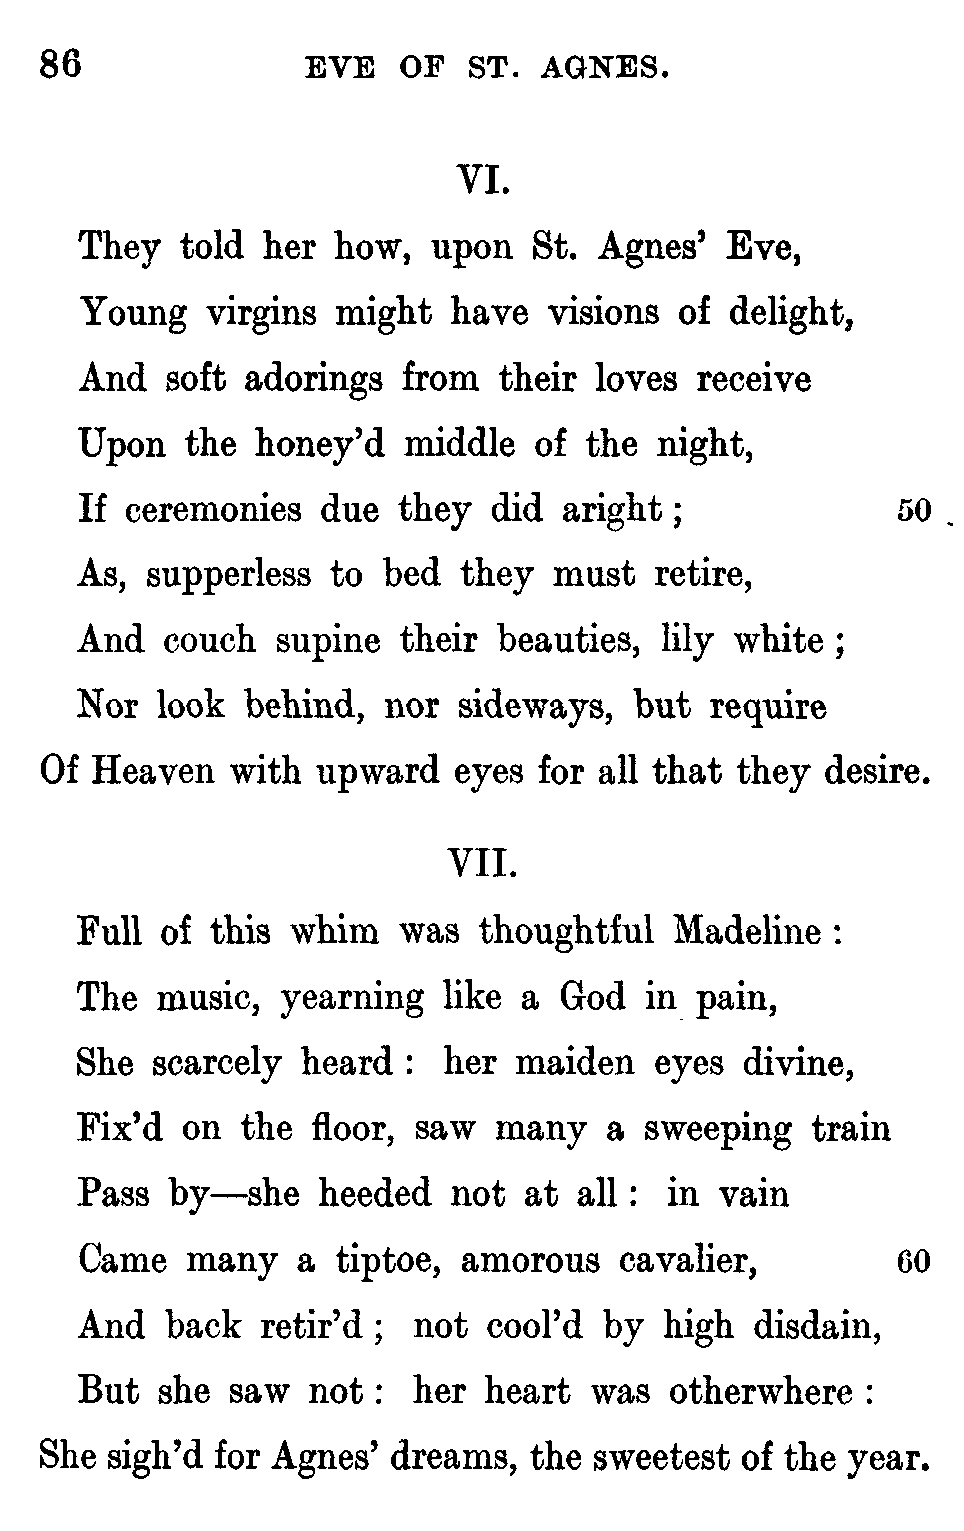 86 EVE OF ST. AGNES.
VI.
They told her how, upon St. Agnes’ Eve,
Young virgins might have visions of delight,
And soft adorings from their loves receive
Upon the honey’d middle of the night,
If ceremonies due they did aright ; 50
As, supperless to bed they must retire,
And couch supine their beauties, lily white ;
Nor look behind, nor sideways, but require
Of Heaven with upward eyes for all that they desire.
VII.
Full of this whim was thoughtful Madeline :
The music, yearning like a God in pain,
She scarcely heard : her maiden eyes divine,
Fix’d on the floor, saw many a sweeping train
Pass by—she heeded not at all : in vain
Came many a tiptoe, amorous cavalier, 60
And back retir’d ; not cool’d by high disdain,
But she saw not : her heart was otherwhere :
She sigh’d for Agnes’ dreams, the sweetest of the year.